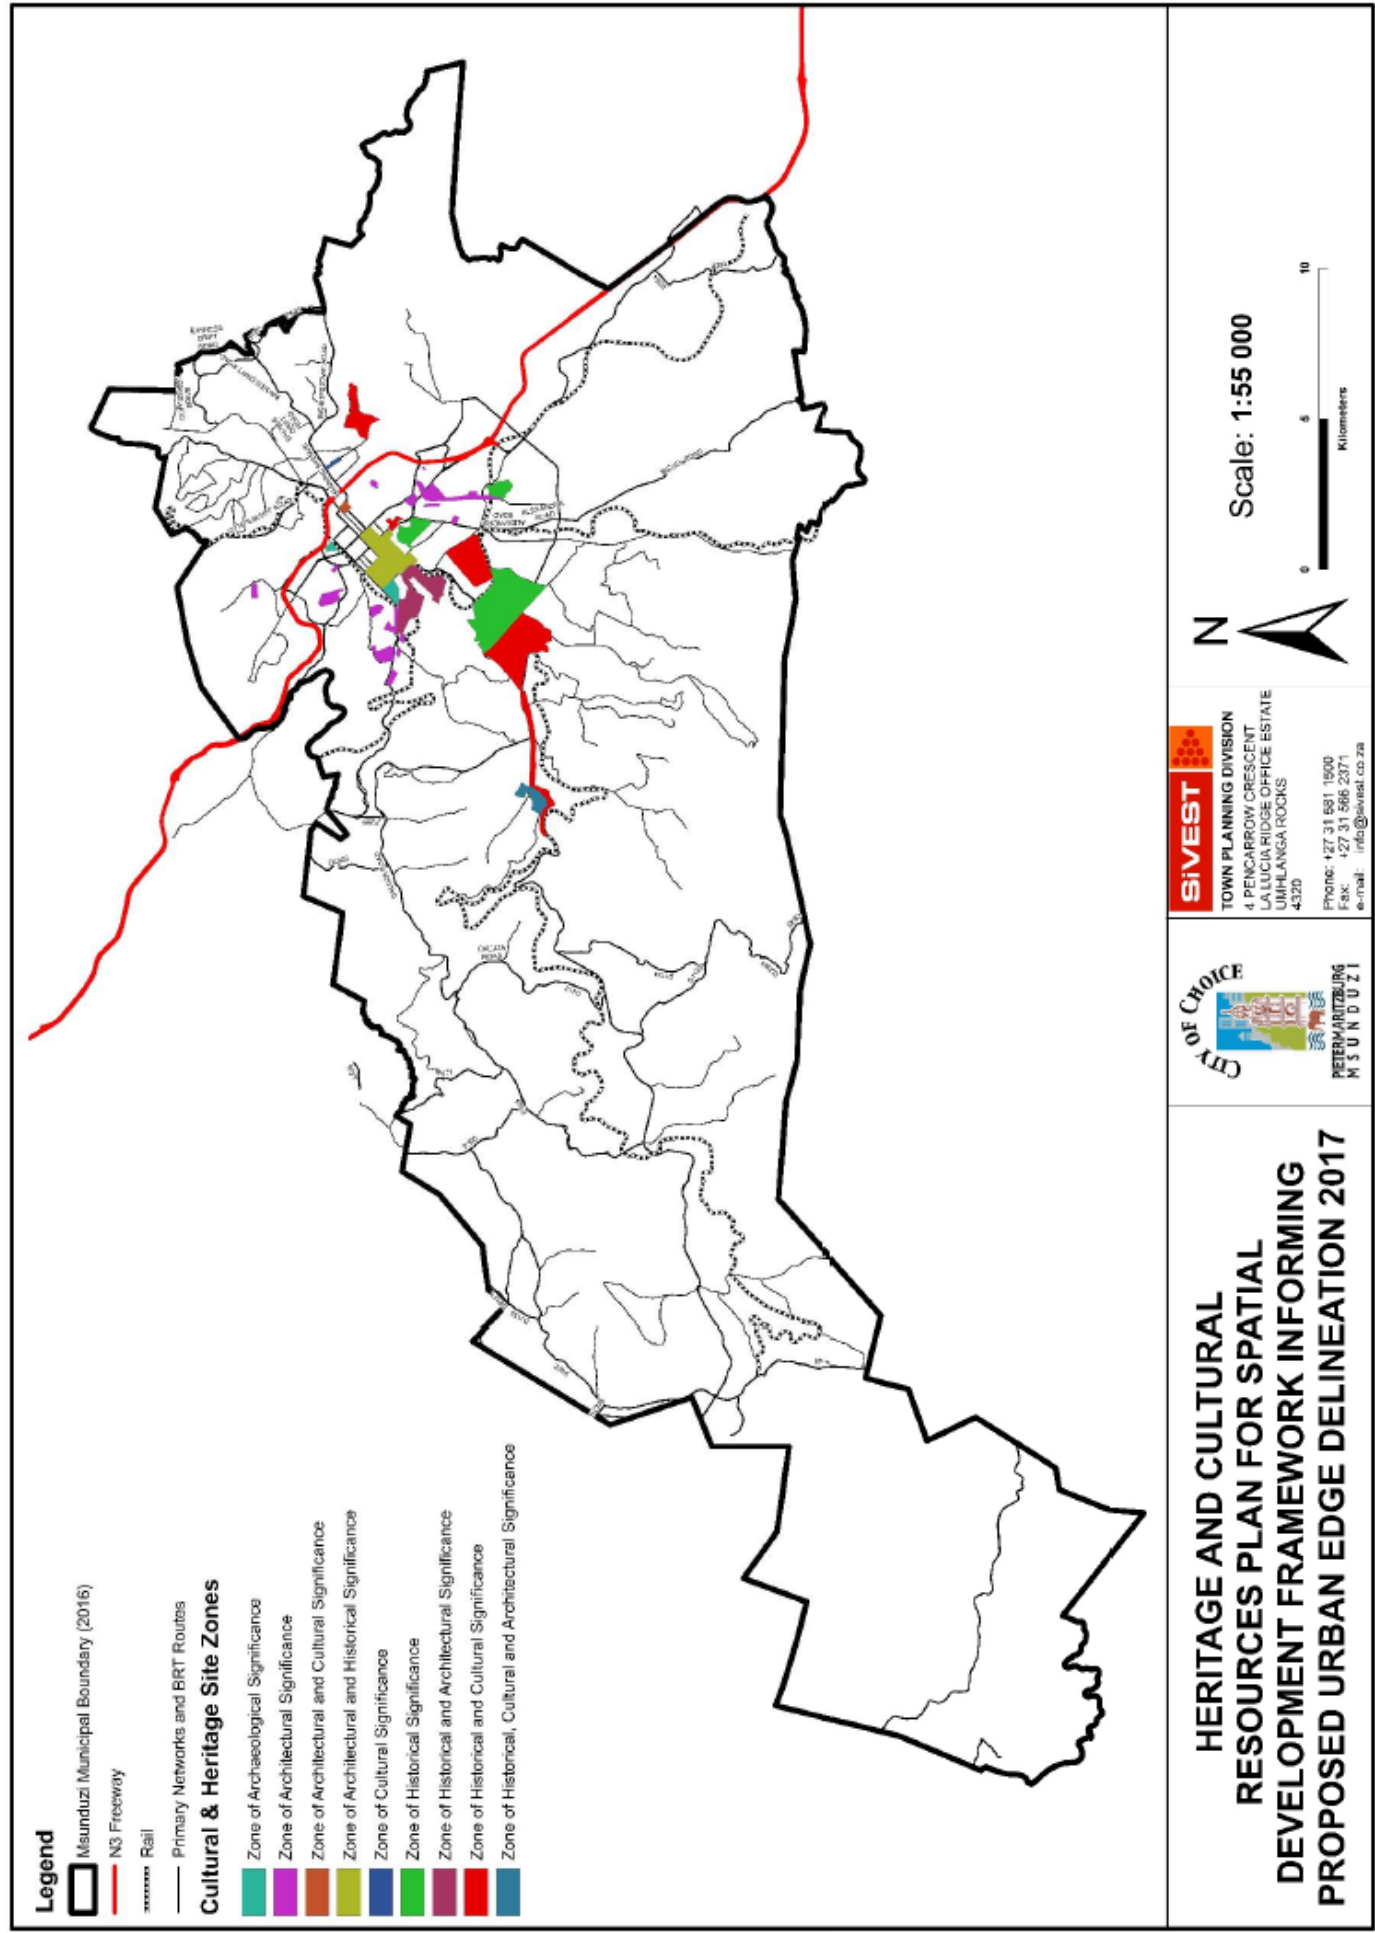 Legend
Msunduzi Municipal Boundary (2016)
N3 Freeway
Rail
Primary Networks and BRT Routes
Cultural & Heritage Site Zones
Zone of Archaeological Significance
Zone of Architectural Significance
Zone of Architectural and Cultural Significance
Zone of Architectural and Historical Significance
Zone of Cultural Significance
Zone of Historical Significance
Zone of Historical and Architectural Significance
Zone of Historical and Cultural Significance
Zone of Historical, Cultural and Architectural Significance
HERITAGE AND CULTURAL
RESOURCES PLAN FOR SPATIAL
DEVELOPMENT FRAMEWORK INFORMING
PROPOSED URBAN EDGE DELINEATION 2017
CITY OF CHOICE
PIETERMARITZBURG
MSUNDUZI
SiVEST
TOWN PLANNING DIVISION
4 PENCARROW CRESCENT
LA LUCIA RIDGE OFFICE ESTATE
UMHLANGA ROCKS
4320
Phone: +27 31 581 1500
Fax: +27 31 566 2371
e-mail: info@sivest.co.za
N
Scale: 1:55 000
0 5 10
Kilometers